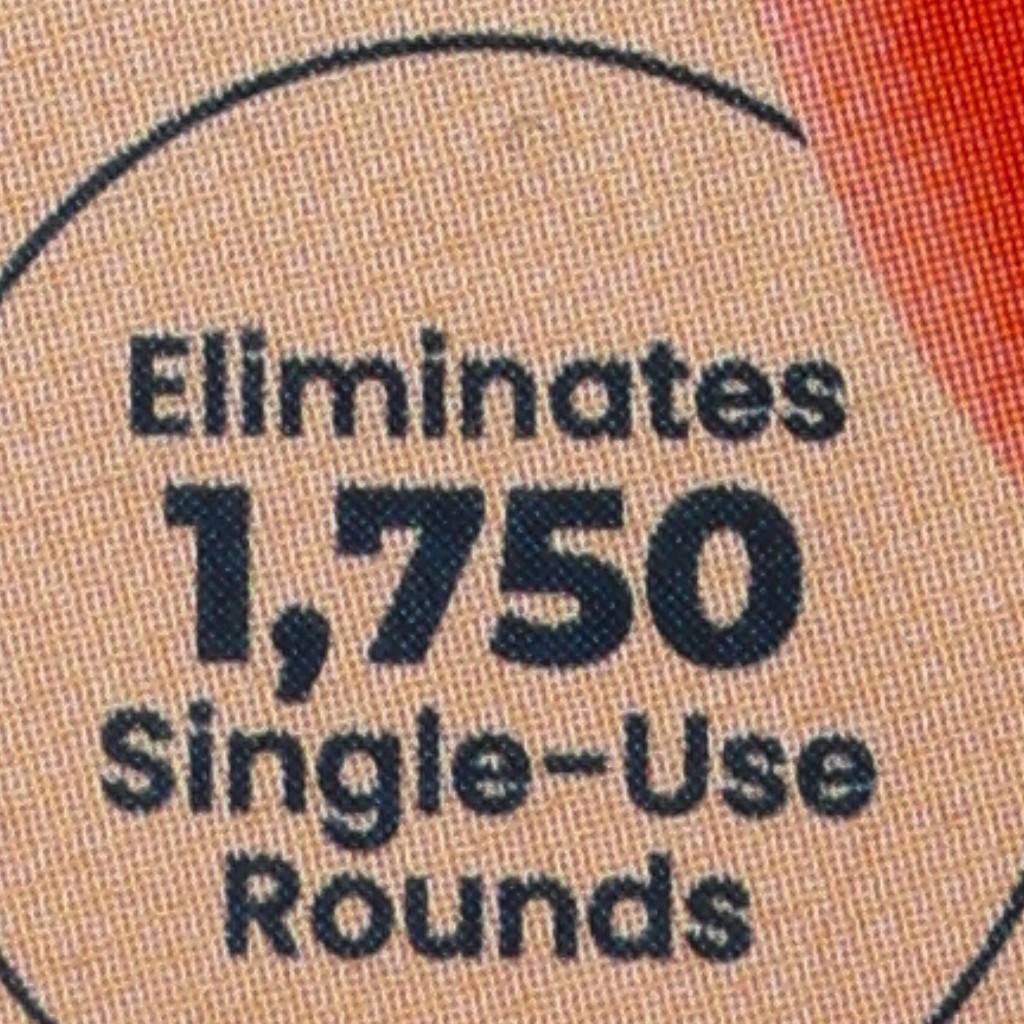 Eliminates
1,750
Single-Use
Rounds